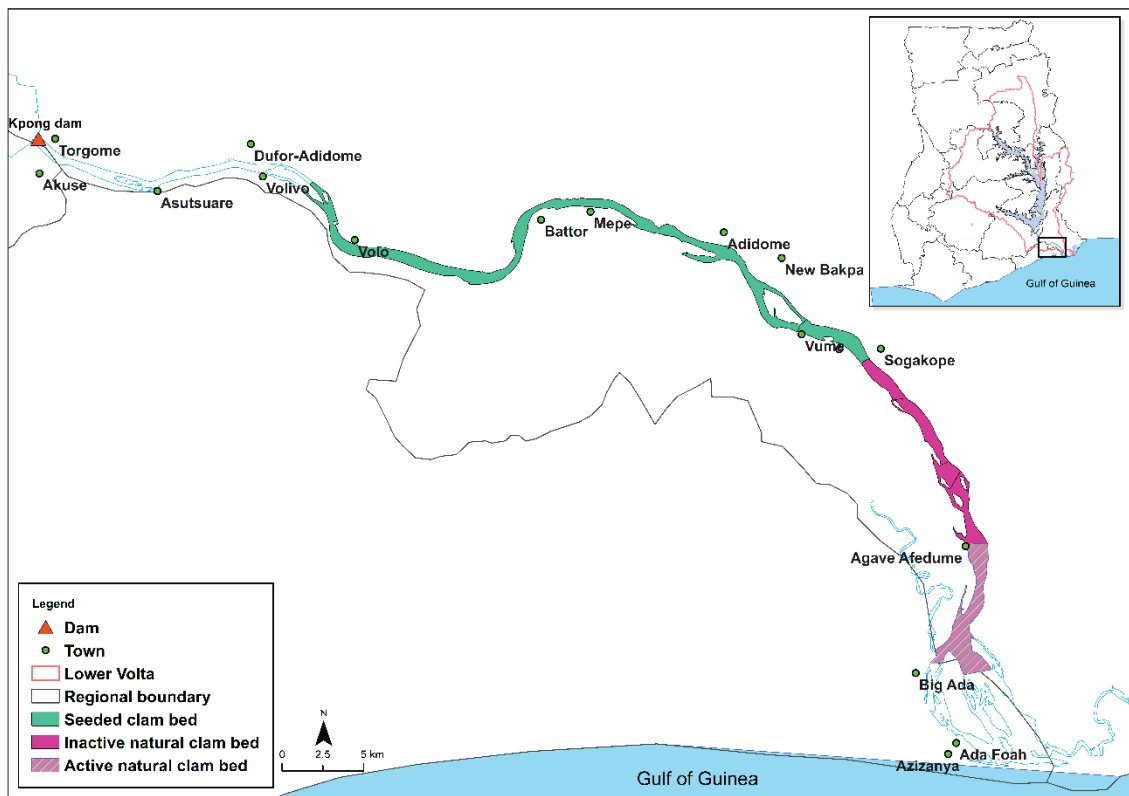 Kpong dam
Torgome
Akuse
Asutsuare
Dufor-Adidome
Volivo
Volo
Battor
Mepe
Adidome
New Bakpa
Vume
Sogakope
Agave Afedume
Big Ada
Ada Foah
Azizanya
Gulf of Guinea
Gulf of Guinea
Legend
Dam
Town
Lower Volta
Regional boundary
Seeded clam bed
Inactive natural clam bed
Active natural clam bed
N
0 2.5 5 km